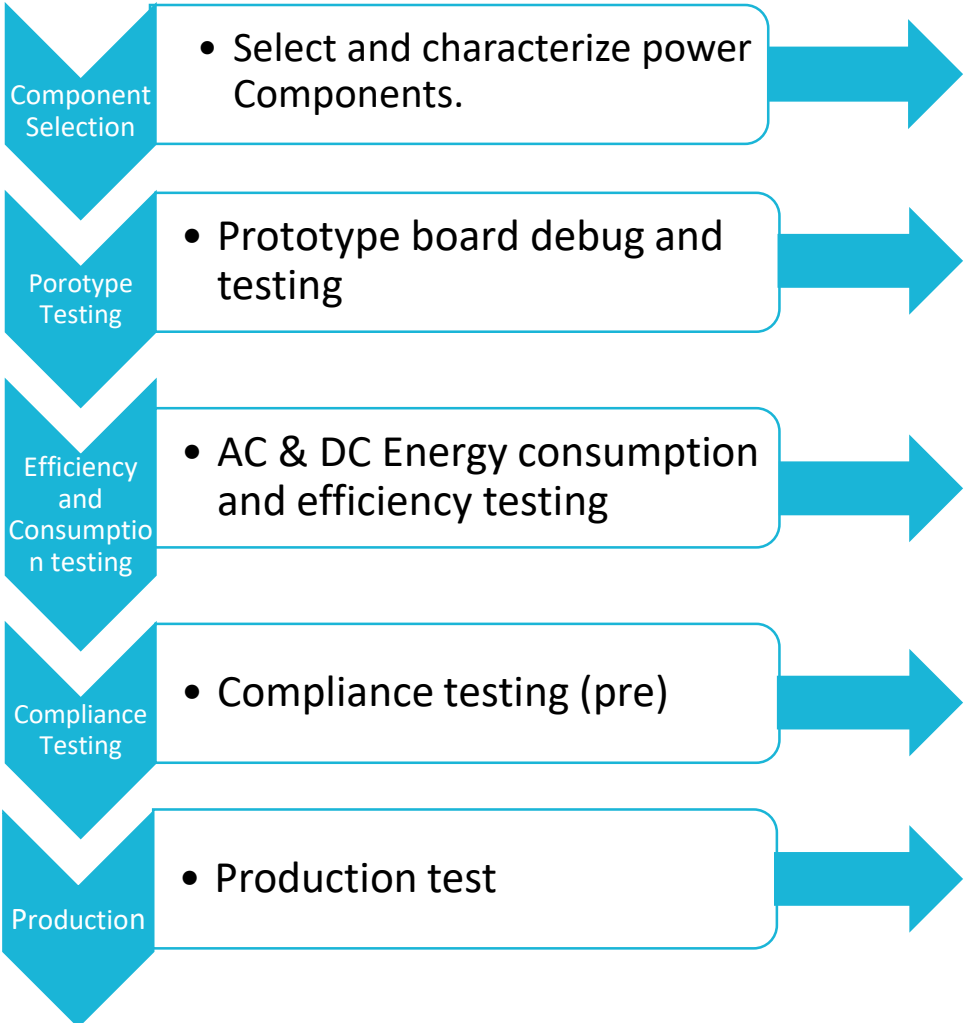 Component
Selection
• Select and characterize power
Components.
Porotype
Testing
• Prototype board debug and
testing
Efficiency
and
Consumptio
n testing
• AC & DC Energy consumption
and efficiency testing
Compliance
Testing
• Compliance testing (pre)
Production
• Production test